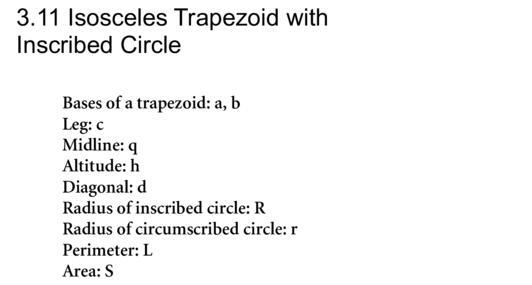 3.11 Isosceles Trapezoid with
Inscribed Circle
Bases of a trapezoid: a, b
Leg: c
Midline: q
Altitude: h
Diagonal: d
Radius of inscribed circle: R
Radius of circumscribed circle: r
Perimeter: L
Area: S